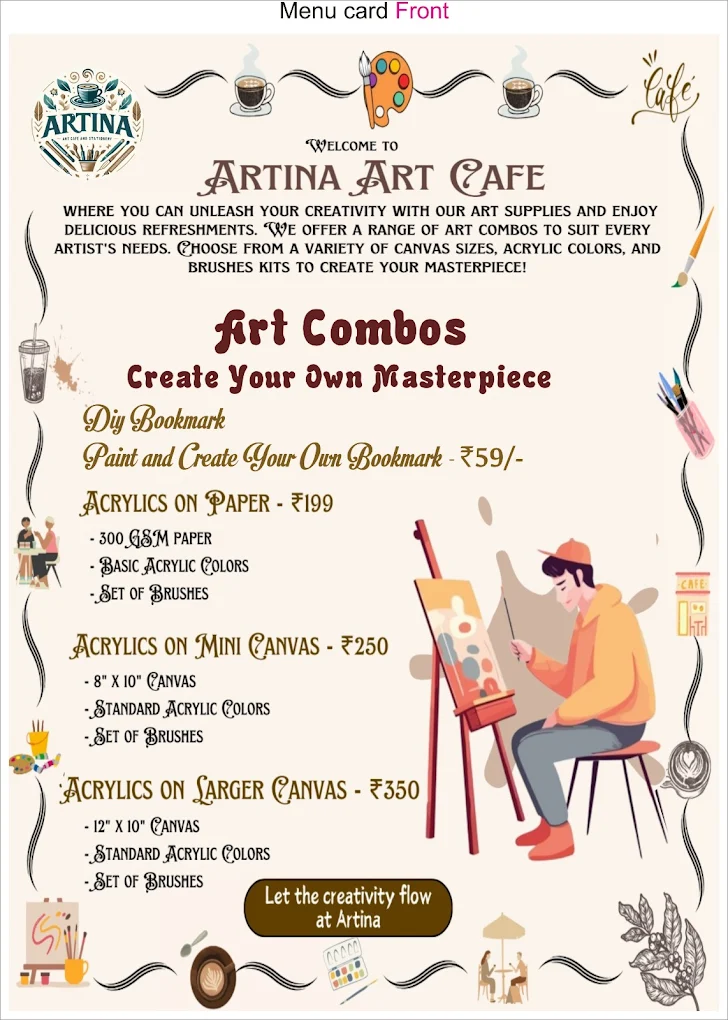 Menu card Front
Café
ARTINA
ART CAFE AND STATIONERY
Welcome to
Artina Art Cafe
where you can unleash your creativity with our art supplies and enjoy
delicious refreshments. We offer a range of art combos to suit every
artist's needs. Choose from a variety of canvas sizes, acrylic colors, and
brushes kits to create your masterpiece!
Art Combos
Create Your Own Masterpiece
Diy Bookmark
Paint and Create Your Own Bookmark - ₹59/-
Acrylics on Paper - ₹199
- 300 GSM paper
- Basic Acrylic Colors
- Set of Brushes
CAFE
Acrylics on Mini Canvas - ₹250
- 8" x 10" Canvas
- Standard Acrylic Colors
- Set of Brushes
Acrylics on Larger Canvas - ₹350
- 12" x 10" Canvas
- Standard Acrylic Colors
- Set of Brushes
Let the creativity flow
at Artina